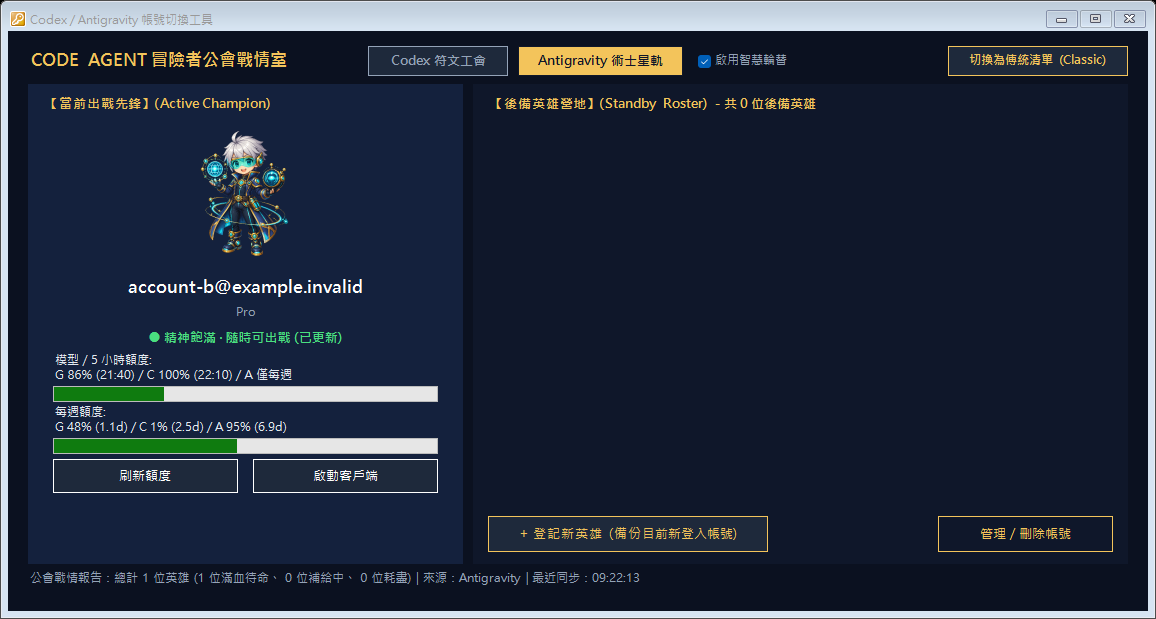 Codex / Antigravity 帳號切換工具
CODE AGENT 冒險者公會戰情室
Codex 符文工會
Antigravity 術士星軌
啟用智慧輪替
切換為傳統清單 (Classic)
【當前出戰先鋒】(Active Champion)
account-b@example.invalid
Pro
精神飽滿 · 隨時可出戰 (已更新)
模型 / 5 小時額度:
G 86% (21:40) / C 100% (22:10) / A 僅每週
每週額度:
G 48% (1.1d) / C 1% (2.5d) / A 95% (6.9d)
刷新額度
啟動客戶端
【後備英雄營地】(Standby Roster) - 共 0 位後備英雄
+ 登記新英雄 (備份目前新登入帳號)
管理 / 刪除帳號
公會戰情報告：總計 1 位英雄 (1 位滿血待命、 0 位補給中、 0 位耗盡) | 來源：Antigravity | 最近同步：09:22:13